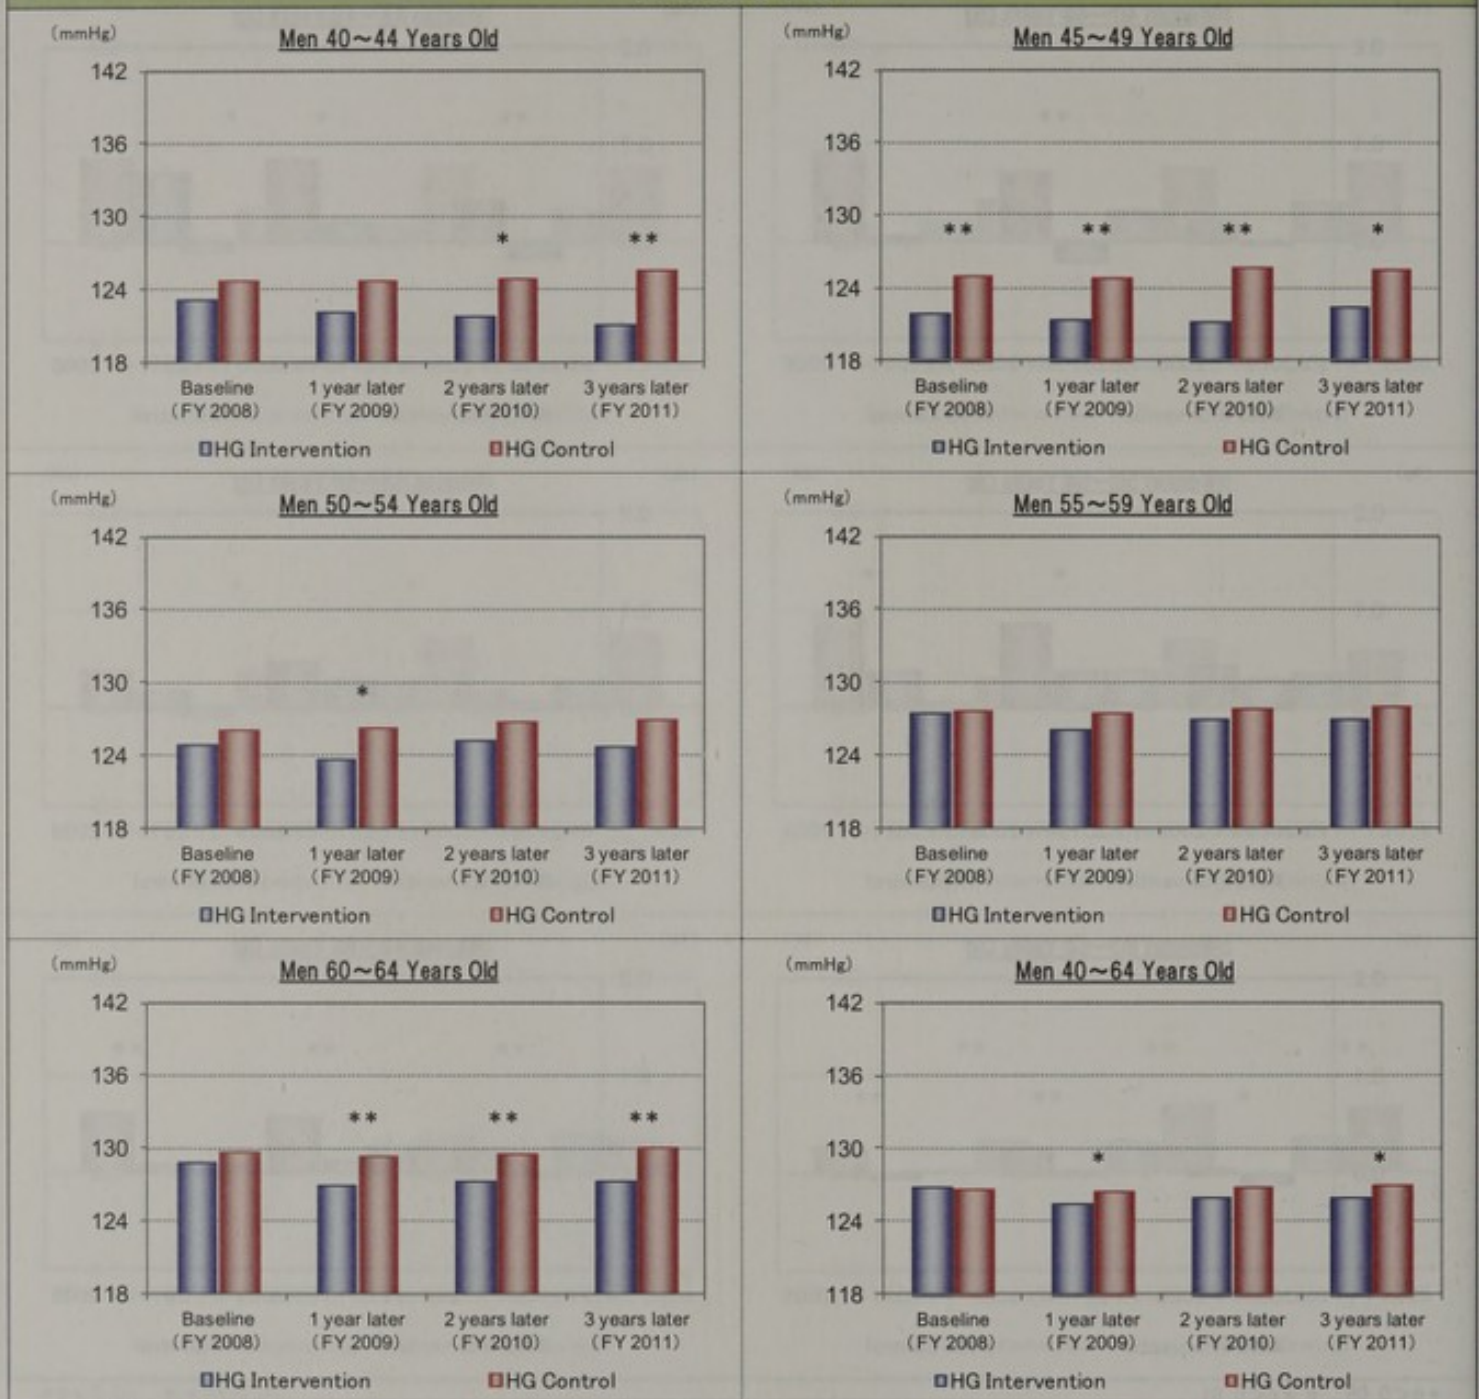 (mmHg)
Men 40～44 Years Old
142
136
130
* **
124
118
Baseline 1 year later 2 years later 3 years later
(FY 2008) (FY 2009) (FY 2010) (FY 2011)
HG Intervention HG Control
(mmHg)
Men 45～49 Years Old
142
136
130
** ** ** *
124
118
Baseline 1 year later 2 years later 3 years later
(FY 2008) (FY 2009) (FY 2010) (FY 2011)
HG Intervention HG Control
(mmHg)
Men 50～54 Years Old
142
136
130
*
124
118
Baseline 1 year later 2 years later 3 years later
(FY 2008) (FY 2009) (FY 2010) (FY 2011)
HG Intervention HG Control
(mmHg)
Men 55～59 Years Old
142
136
130
124
118
Baseline 1 year later 2 years later 3 years later
(FY 2008) (FY 2009) (FY 2010) (FY 2011)
HG Intervention HG Control
(mmHg)
Men 60～64 Years Old
142
136
** ** **
130
124
118
Baseline 1 year later 2 years later 3 years later
(FY 2008) (FY 2009) (FY 2010) (FY 2011)
HG Intervention HG Control
(mmHg)
Men 40～64 Years Old
142
136
130
* *
124
118
Baseline 1 year later 2 years later 3 years later
(FY 2008) (FY 2009) (FY 2010) (FY 2011)
HG Intervention HG Control